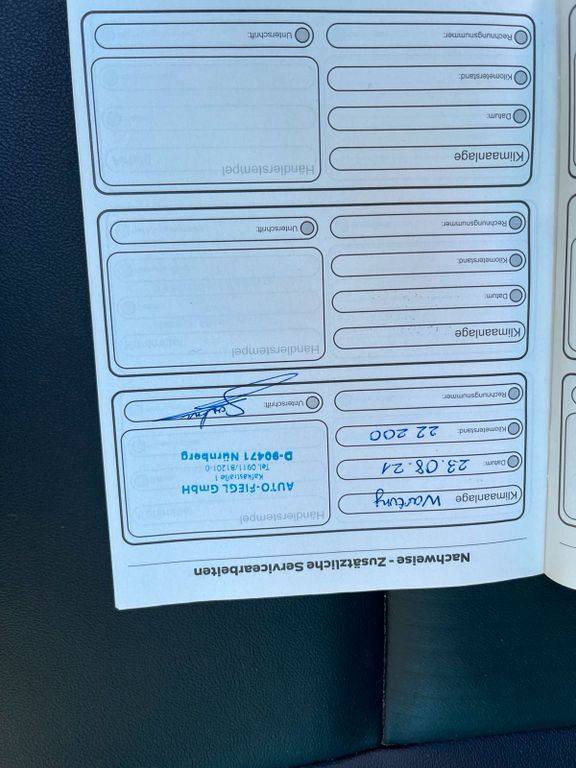 Nachweise - Zusätzliche Servicearbeiten
Klimaanlage Wartung
Datum: 23.08.21
Kilometerstand: 22 200
Rechnungsnummer:
Händlerstempel
AUTO-FIEGL GmbH
Kafkastraße 1
Tel. 0911/81201-0
D-90471 Nürnberg
Unterschrift:
Klimaanlage
Datum:
Kilometerstand:
Rechnungsnummer:
Händlerstempel
Unterschrift:
Klimaanlage
Datum:
Kilometerstand:
Rechnungsnummer:
Händlerstempel
Unterschrift: